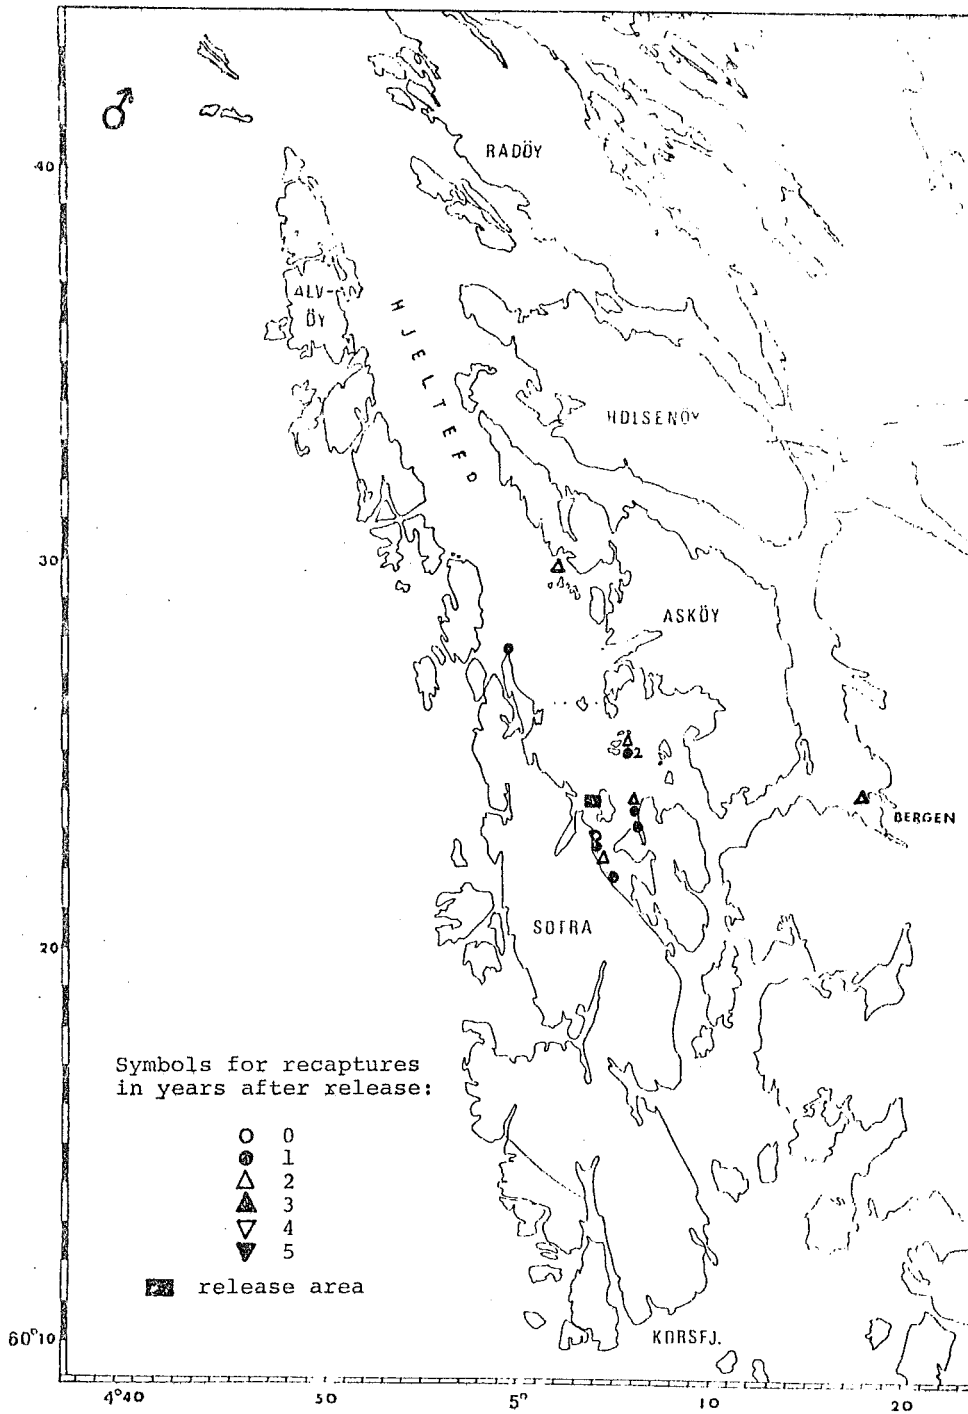 ♂
RADÖY
40
ALV-
ÖY
HJELTEFD
HOLSENÖY
30
ASKÖY
2
BERGEN
SOTRA
20
Symbols for recaptures
in years after release:
0
1
2
3
4
5
release area
60°10
KORSFJ.
4°40
50
5°
10
20